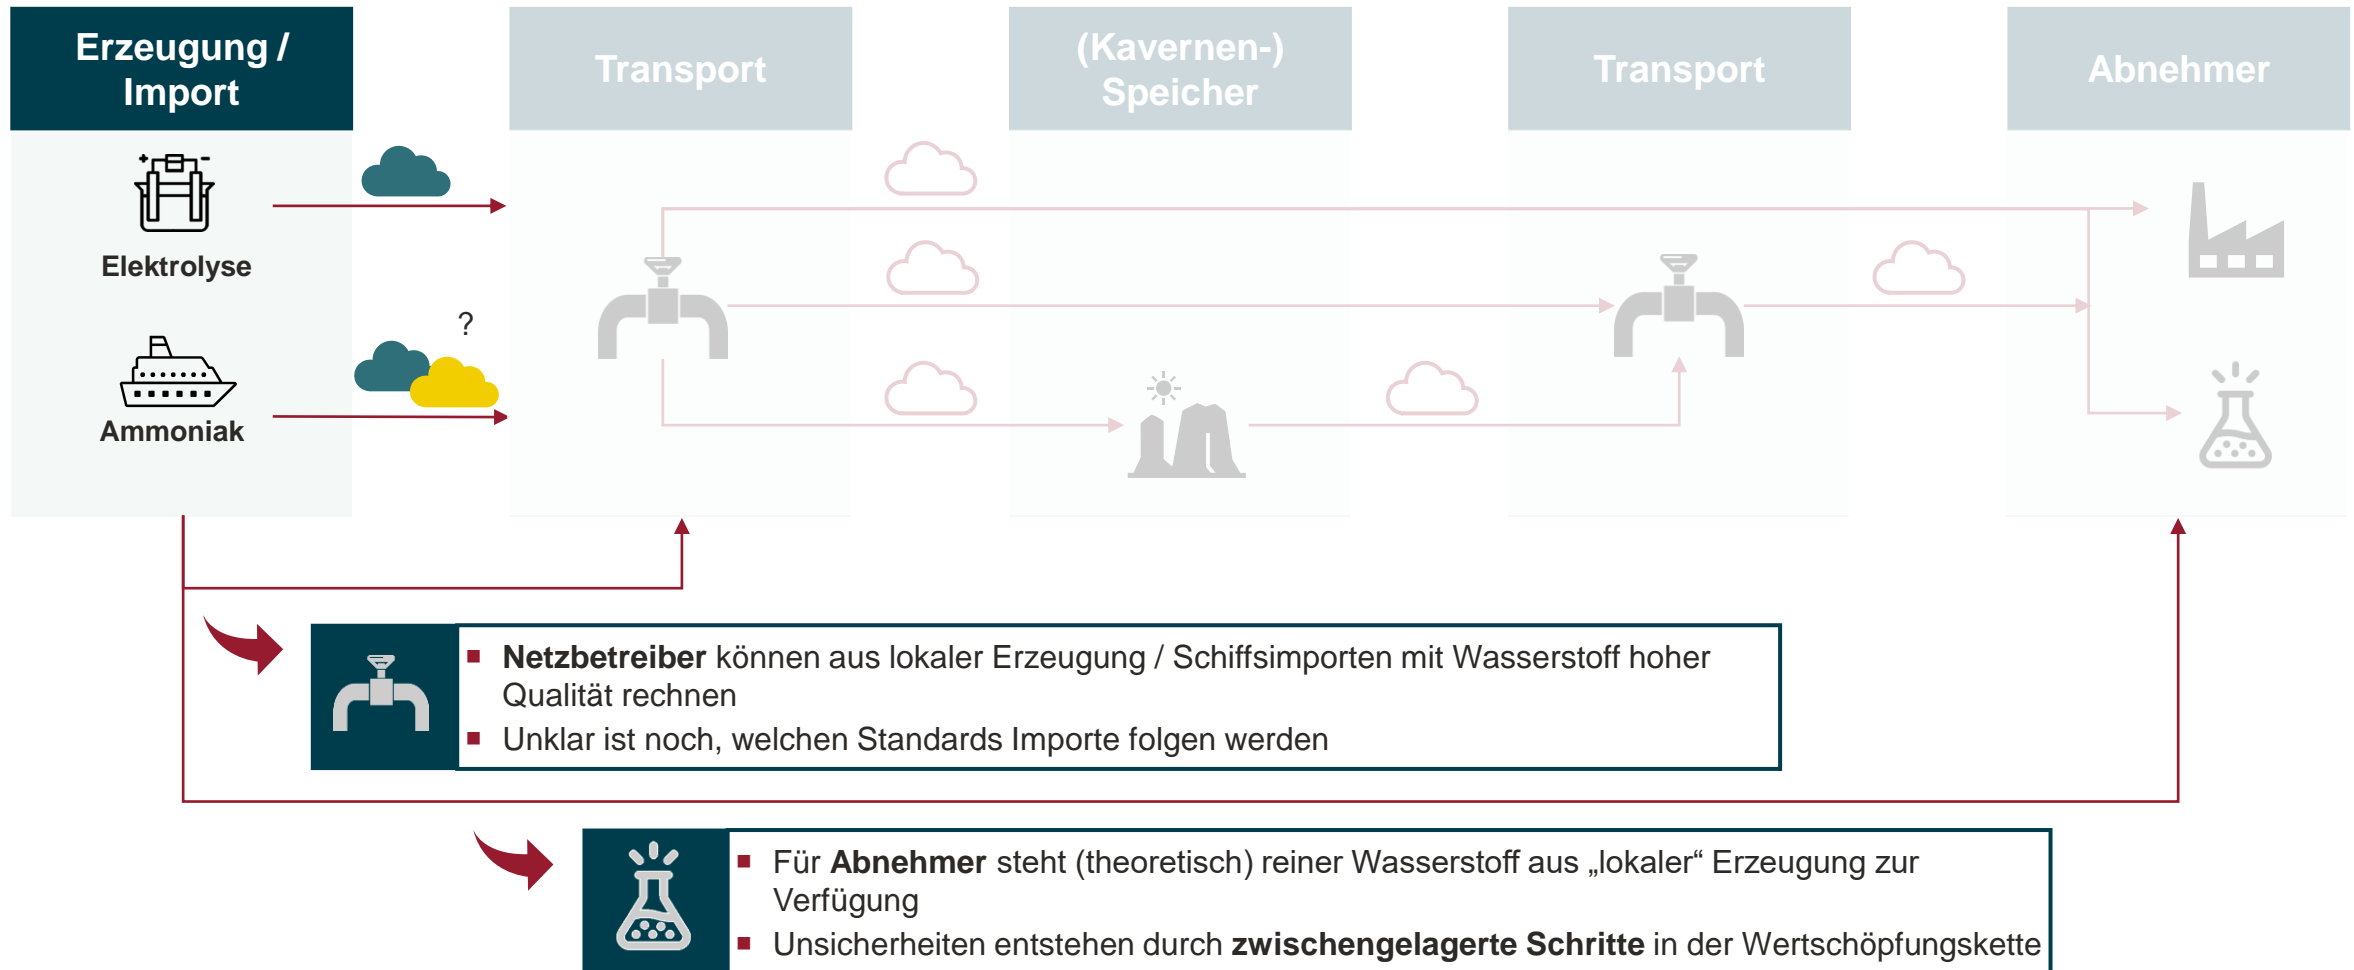 Erzeugung /
Import
Transport
(Kavernen-)
Speicher
Transport
Abnehmer
Elektrolyse
?
Ammoniak
Netzbetreiber können aus lokaler Erzeugung / Schiffsimporten mit Wasserstoff hoher
Qualität rechnen
Unklar ist noch, welchen Standards Importe folgen werden
Für Abnehmer steht (theoretisch) reiner Wasserstoff aus „lokaler“ Erzeugung zur
Verfügung
Unsicherheiten entstehen durch zwischengelagerte Schritte in der Wertschöpfungskette